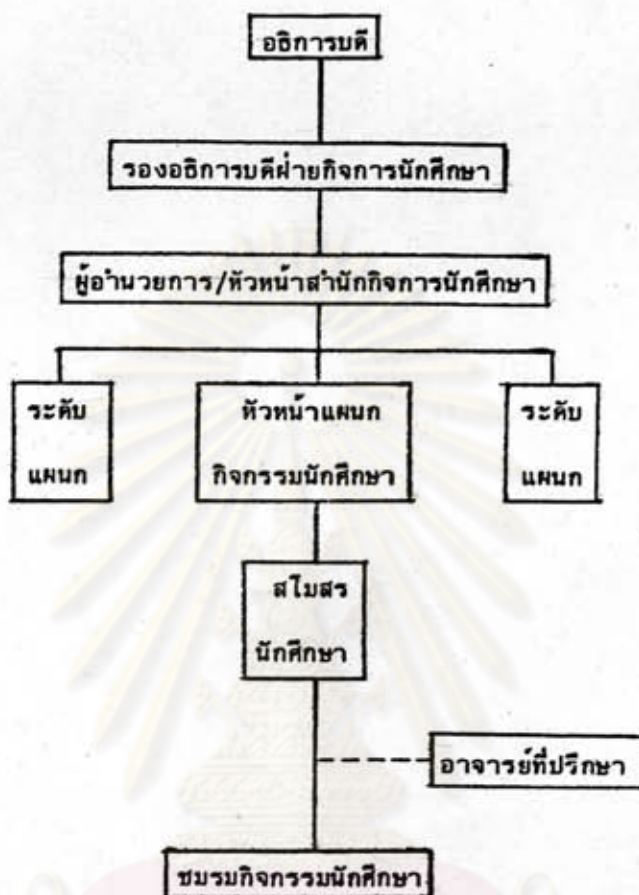 อธิการบดี
รองอธิการบดีฝ่ายกิจการนักศึกษา
ผู้อำนวยการ/หัวหน้าสำนักกิจการนักศึกษา
ระดับ
แผนก
หัวหน้าแผนก
กิจกรรมนักศึกษา
ระดับ
แผนก
สโมสร
นักศึกษา
อาจารย์ที่ปรึกษา
ชมรมกิจกรรมนักศึกษา